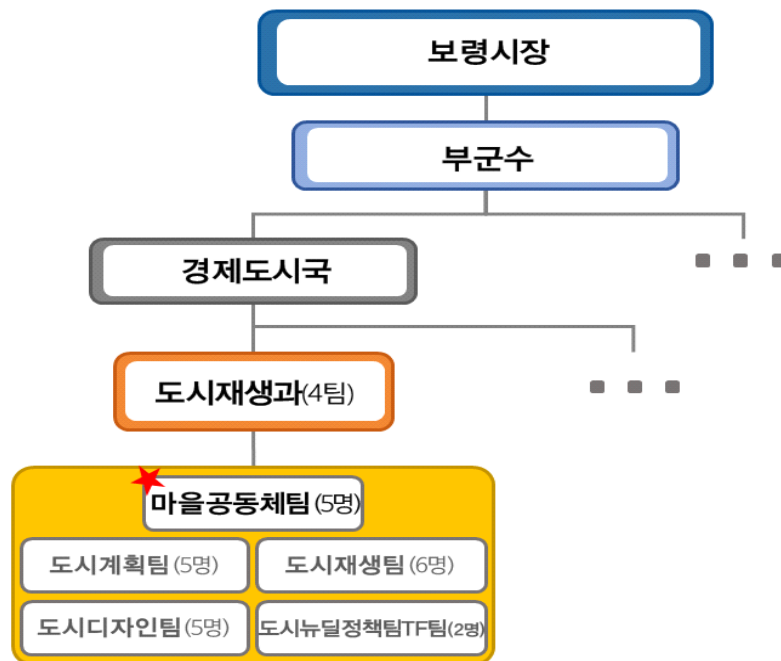 보령시장
부군수
경제도시국
도시재생과(4팀)
마을공동체팀(5명)
도시계획팀(5명)
도시재생팀(6명)
도시디자인팀(5명)
도시뉴딜정책팀TF팀(2명)